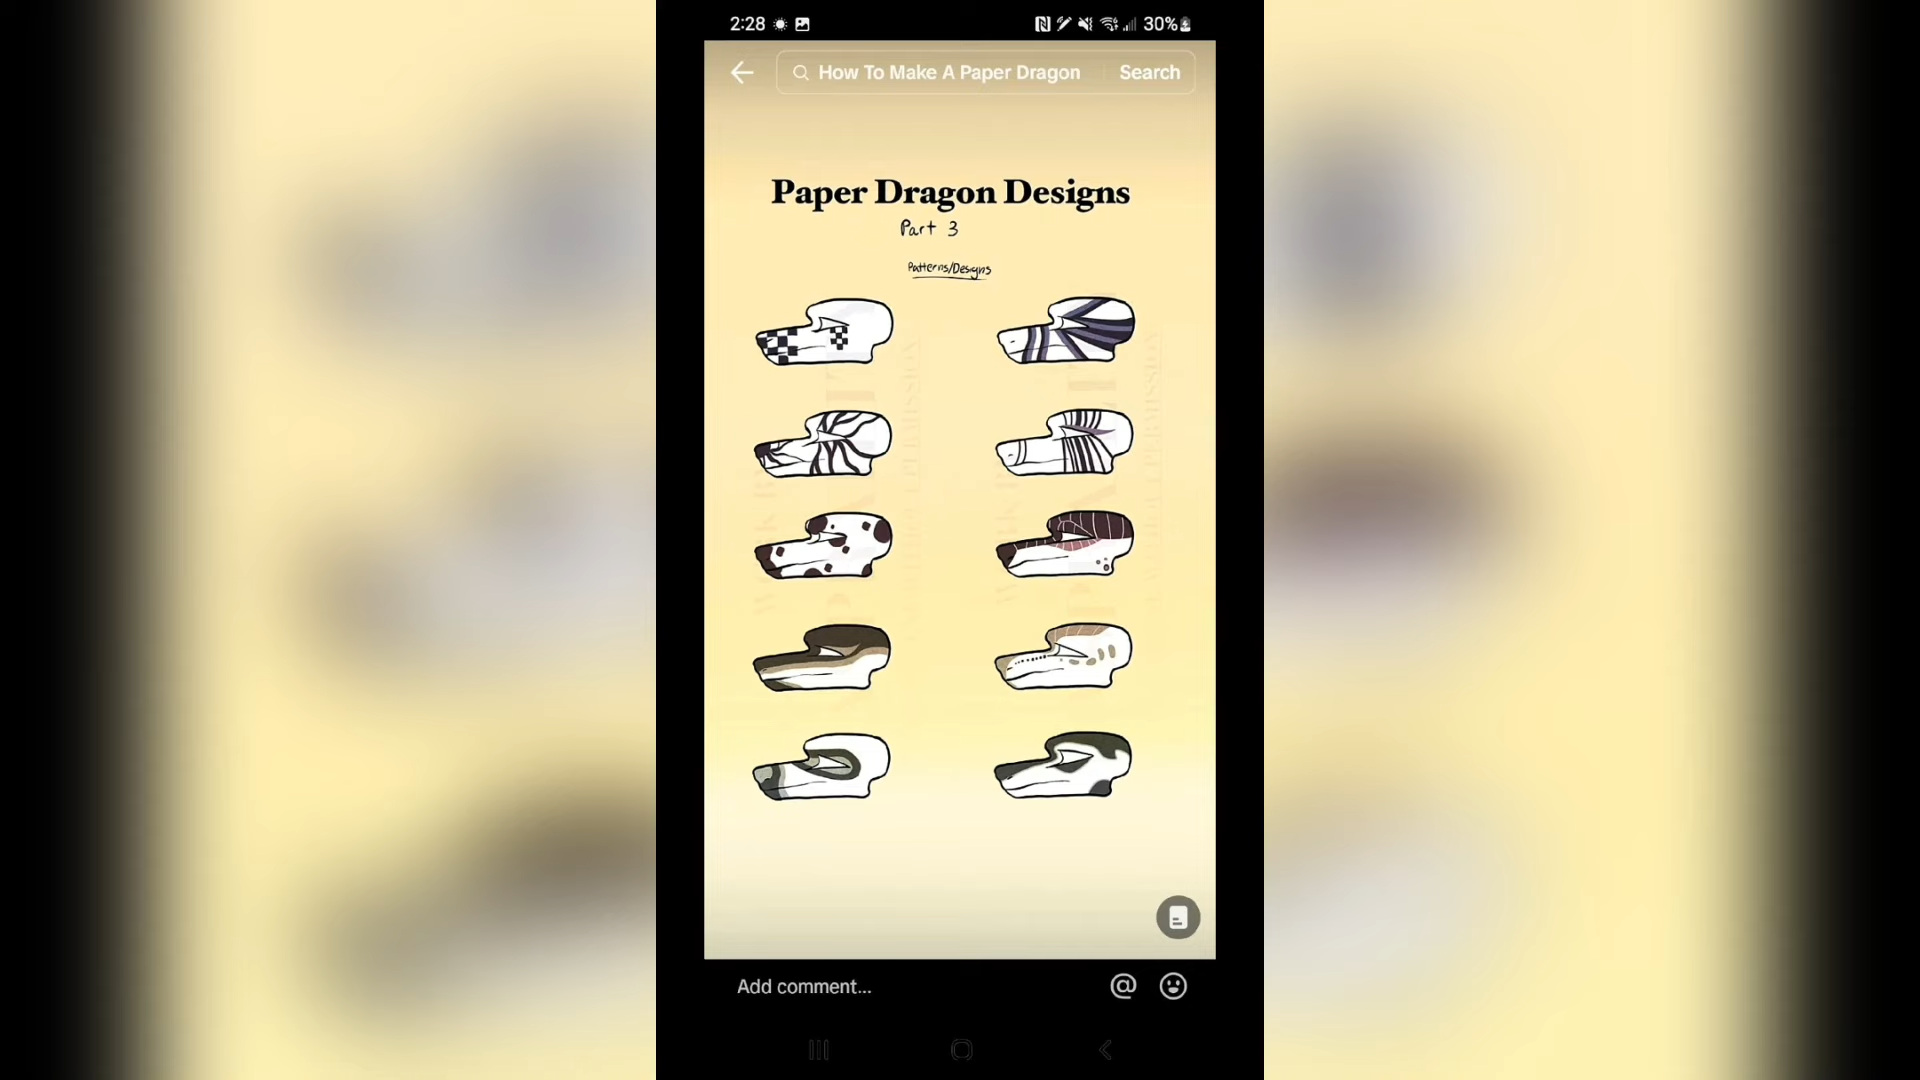 2:28 30%
How To Make A Paper Dragon Search
Paper Dragon Designs
Part 3
Patterns/Designs
Add comment...